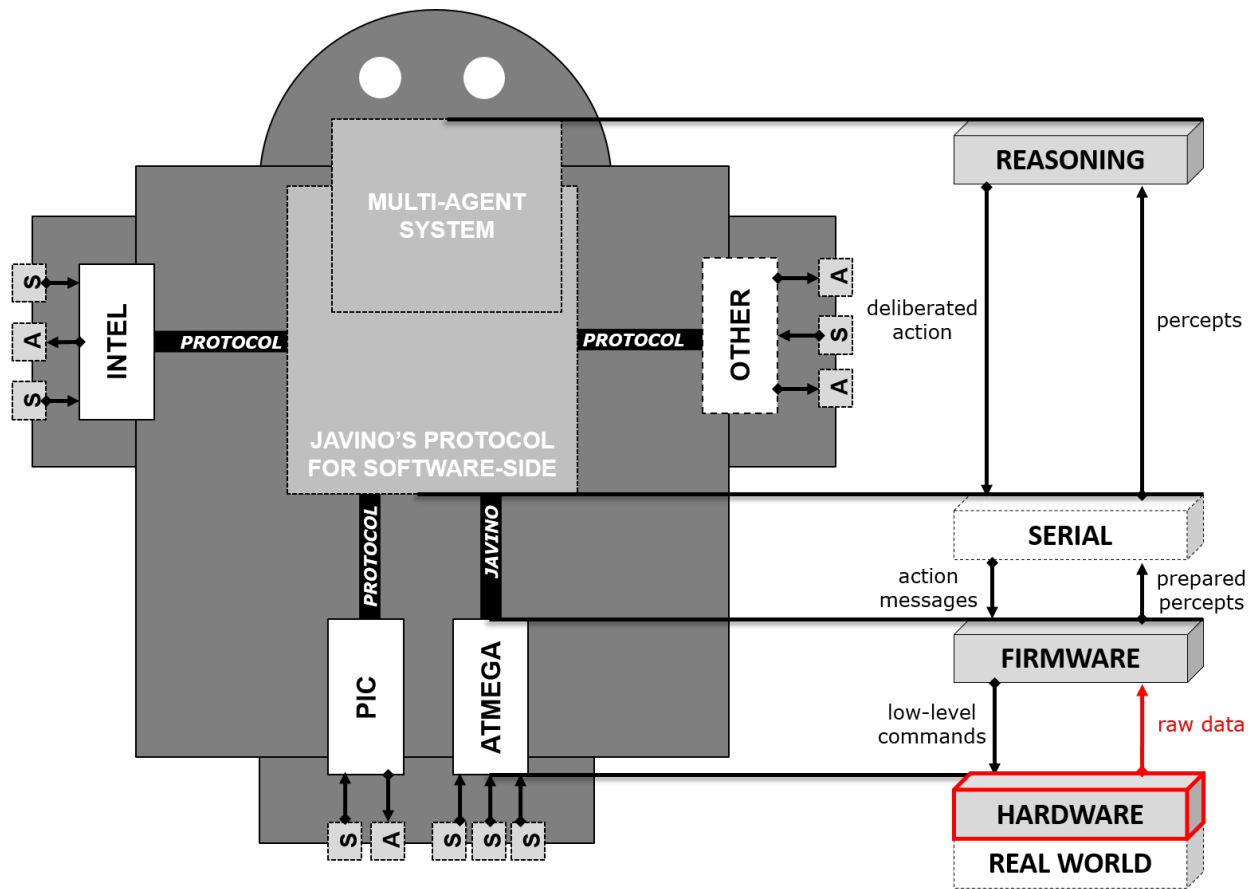 MULTI-AGENT
SYSTEM
JAVINO'S PROTOCOL
FOR SOFTWARE-SIDE
S
A
S
INTEL
PROTOCOL
PROTOCOL
OTHER
A
S
A
PROTOCOL
JAVINO
PIC
ATMEGA
S
A
S
S
S
REASONING
deliberated
action
percepts
SERIAL
action
messages
prepared
percepts
FIRMWARE
low-level
commands
raw data
HARDWARE
REAL WORLD